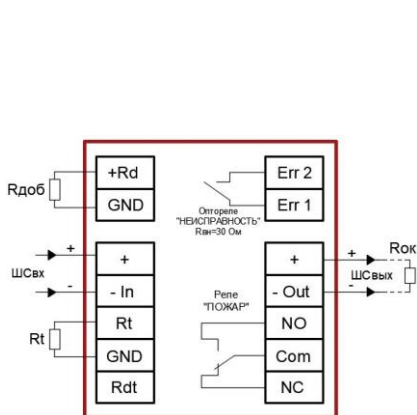 Rдоб
+Rd
GND
Оптореле
"НЕИСПРАВНОСТЬ"
Rвн=30 Ом
Err 2
Err 1
+
ШСвх
-
+
- In
Rt
Rt
GND
Rdt
Реле
"ПОЖАР"
+
- Out
NO
Com
NC
+
ШСвых
-
Rок